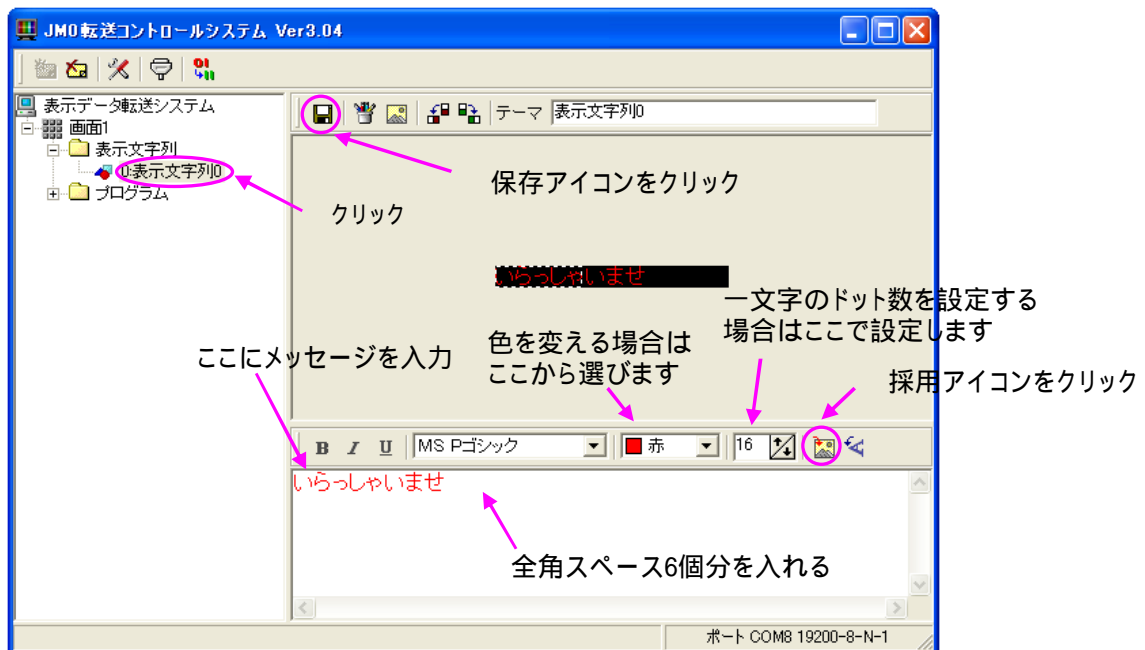 JM0転送コントロールシステム Ver3.04
テーマ 表示文字列0
表示データ転送システム
画面1
表示文字列
0:表示文字列0
プログラム
保存アイコンをクリック
クリック
いらっしゃいませ
一文字のドット数を設定する
場合はここで設定します
色を変える場合は
ここから選びます
ここにメッセージを入力
採用アイコンをクリック
B I U MS Pゴシック 赤 16
いらっしゃいませ
全角スペース6個分を入れる
ポート COM8 19200-8-N-1